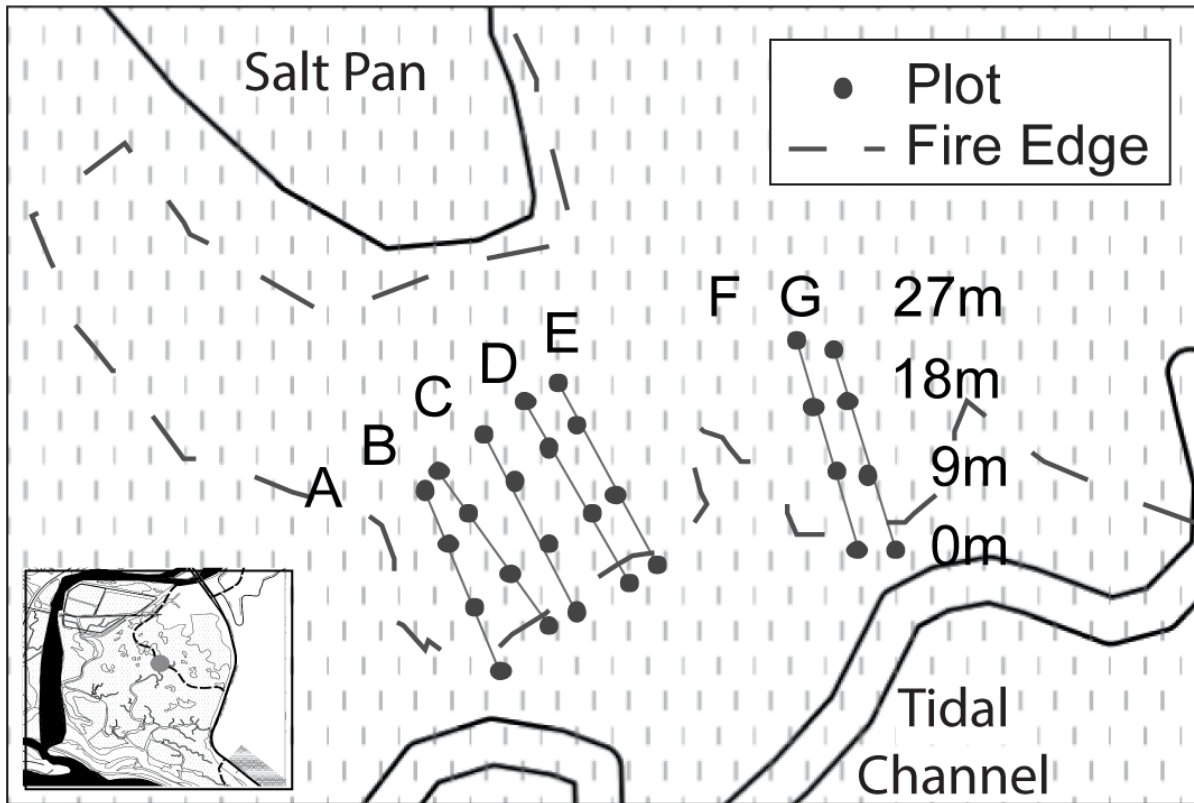 Salt Pan
Plot
Fire Edge
F G 27m
E
D 18m
C
B
A 9m
0m
Tidal
Channel